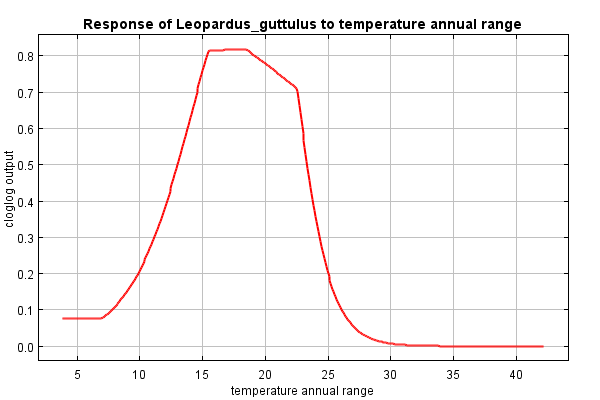 Response of Leopardus_guttulus to temperature annual range
cloglog output
0.8
0.7
0.6
0.5
0.4
0.3
0.2
0.1
0.0
5 10 15 20 25 30 35 40
temperature annual range